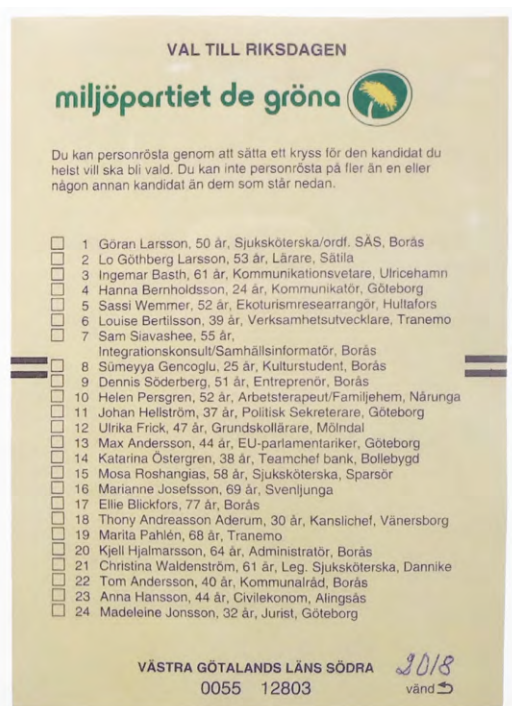 VAL TILL RIKSDAGEN
miljöpartiet de gröna
Du kan personrösta genom att sätta ett kryss för den kandidat du
helst vill ska bli vald. Du kan inte personrösta på fler än en eller
någon annan kandidat än dem som står nedan.
1 Göran Larsson, 50 år, Sjuksköterska/ordf. SÄS, Borås
2 Lo Göthberg Larsson, 53 år, Lärare, Sätila
3 Ingemar Basth, 61 år, Kommunikationsvetare, Ulricehamn
4 Hanna Bernholdsson, 24 år, Kommunikatör, Göteborg
5 Sassi Wemmer, 52 år, Ekoturismresearrangör, Hultafors
6 Louise Bertilsson, 39 år, Verksamhetsutvecklare, Tranemo
7 Sam Siavashee, 55 år,
Integrationskonsult/Samhällsinformatör, Borås
8 Sümeyya Gencoglu, 25 år, Kulturstudent, Borås
9 Dennis Söderberg, 51 år, Entreprenör, Borås
10 Helen Persgren, 52 år, Arbetsterapeut/Familjehem, Nårunga
11 Johan Hellström, 37 år, Politisk Sekreterare, Göteborg
12 Ulrika Frick, 47 år, Grundskollärare, Mölndal
13 Max Andersson, 44 år, EU-parlamentariker, Göteborg
14 Katarina Östergren, 38 år, Teamchef bank, Bollebygd
15 Mosa Roshangias, 58 år, Sjuksköterska, Sparsör
16 Marianne Josefsson, 69 år, Svenljunga
17 Ellie Blickfors, 77 år, Borås
18 Thony Andreasson Aderum, 30 år, Kanslichef, Vänersborg
19 Marita Pahlén, 68 år, Tranemo
20 Kjell Hjalmarsson, 64 år, Administratör, Borås
21 Christina Waldenström, 61 år, Leg. Sjuksköterska, Dannike
22 Tom Andersson, 40 år, Kommunalråd, Borås
23 Anna Hansson, 44 år, Civilekonom, Alingsås
24 Madeleine Jonsson, 32 år, Jurist, Göteborg
VÄSTRA GÖTALANDS LÄNS SÖDRA 2018
0055 12803 vänd